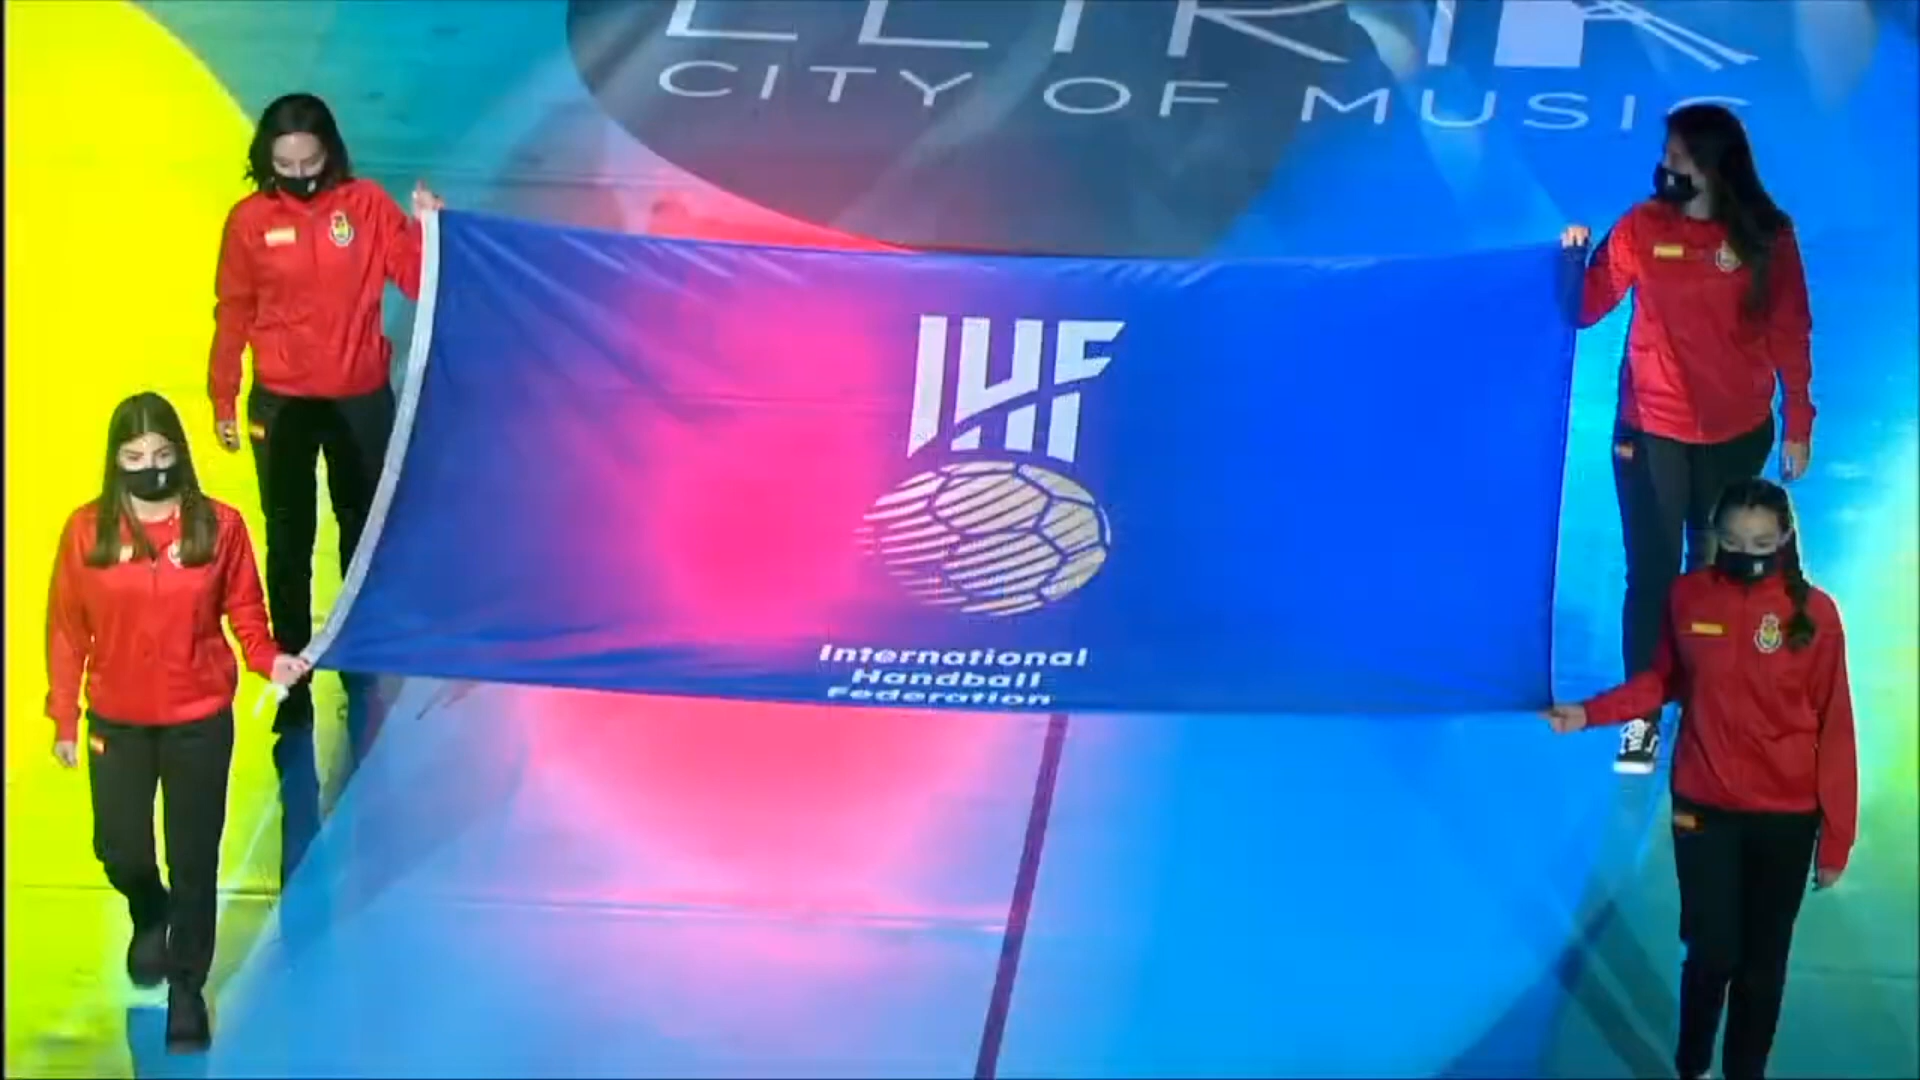 CITY OF MUSIC
IHF
International
Handball
Federation